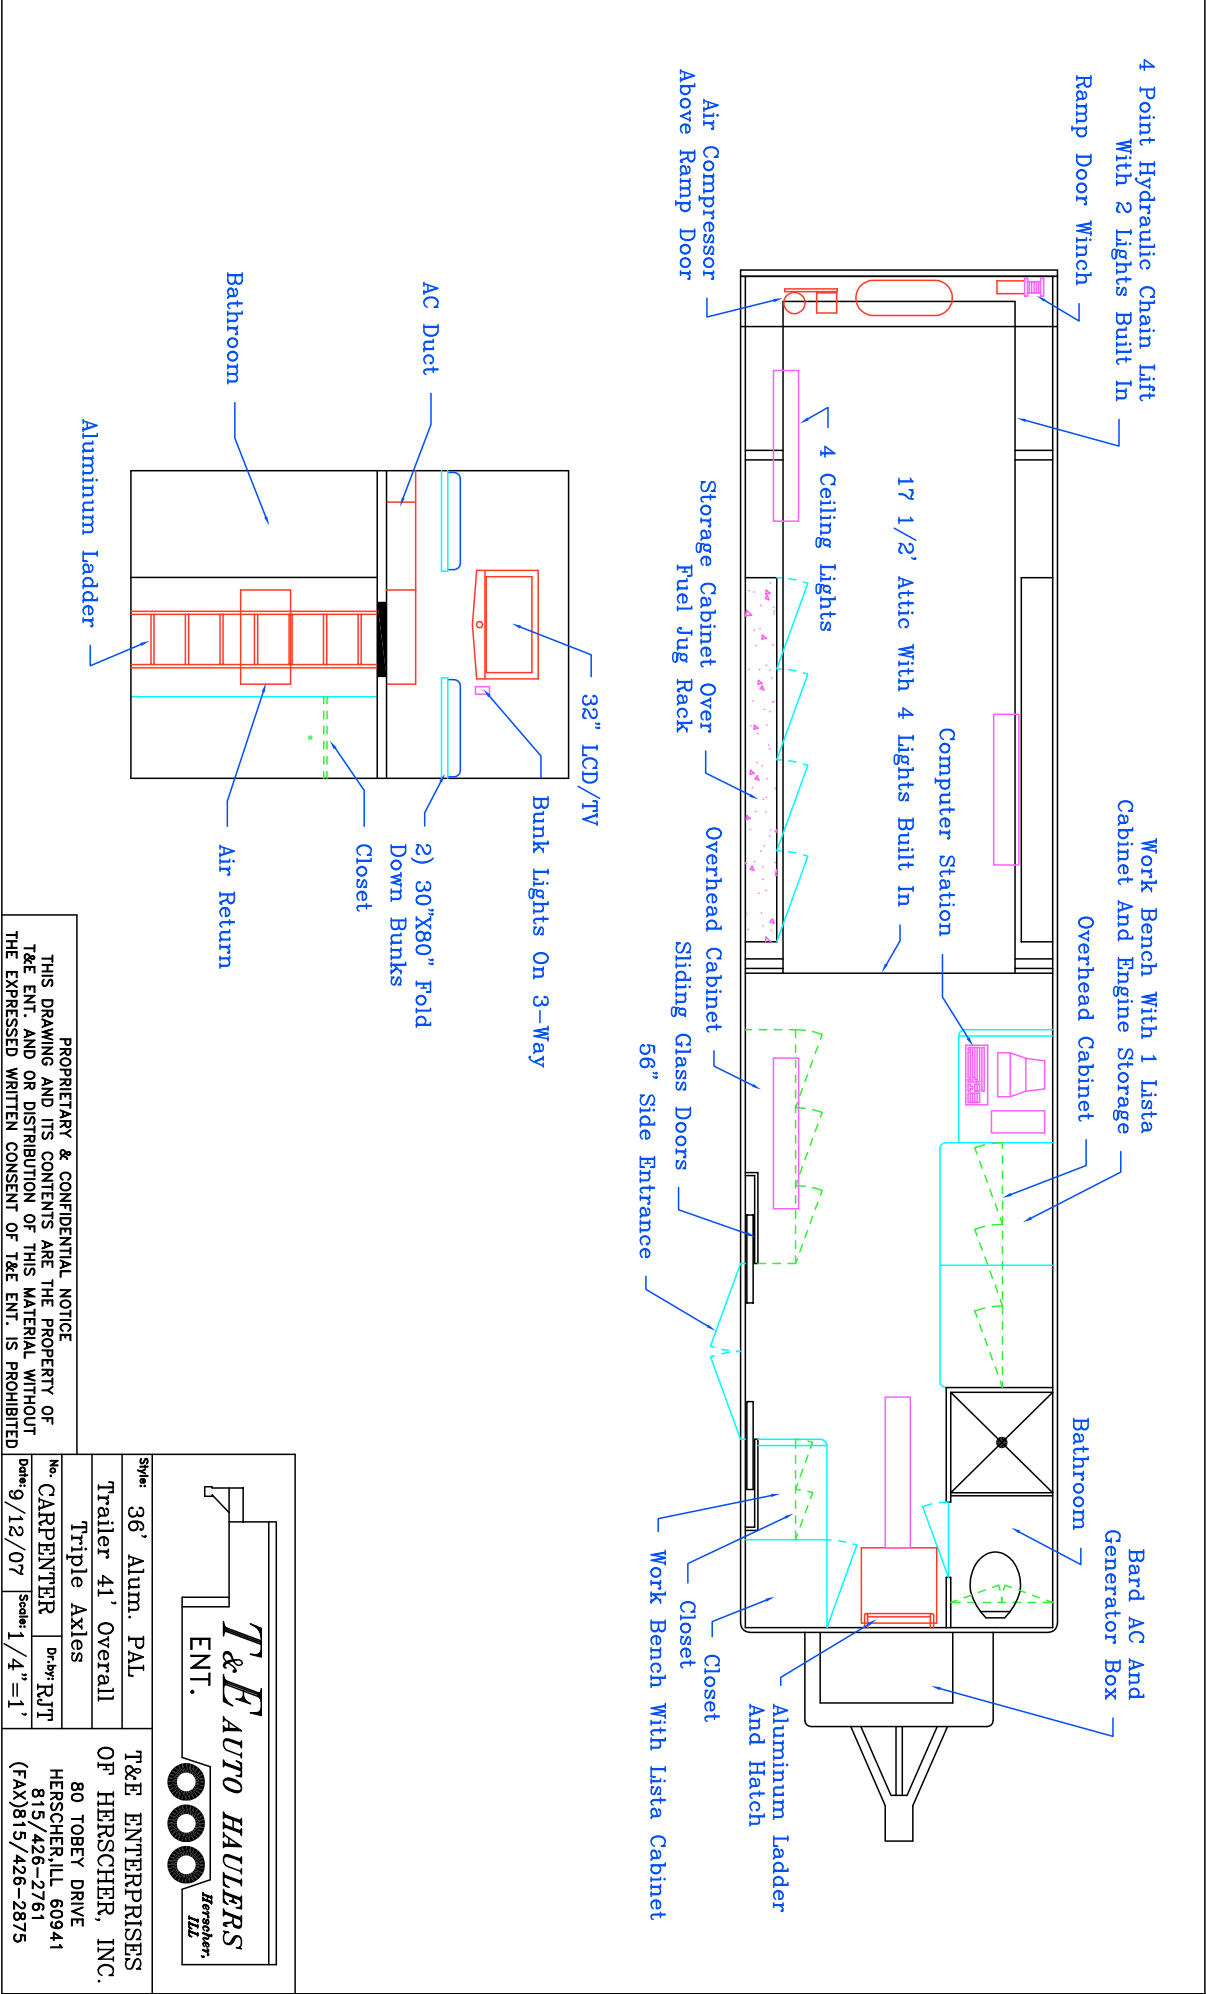 4 Point Hydraulic Chain Lift
With 2 Lights Built In
Ramp Door Winch
Air Compressor
Above Ramp Door
4 Ceiling Lights
17 1/2' Attic With 4 Lights Built In
Storage Cabinet Over
Fuel Jug Rack
Computer Station
Work Bench With 1 Lista
Cabinet And Engine Storage
Overhead Cabinet
Overhead Cabinet
Sliding Glass Doors
56" Side Entrance
Bathroom
Bard AC And
Generator Box
Aluminum Ladder
And Hatch
Closet
Closet
Work Bench With Lista Cabinet
AC Duct
Bathroom
Aluminum Ladder
32" LCD/TV
Bunk Lights On 3-Way
2) 30"X80" Fold
Down Bunks
Closet
Air Return
PROPRIETARY & CONFIDENTIAL NOTICE
THIS DRAWING AND ITS CONTENTS ARE THE PROPERTY OF
T&E ENT. AND OR DISTRIBUTION OF THIS MATERIAL WITHOUT
THE EXPRESSED WRITTEN CONSENT OF T&E ENT. IS PROHIBITED
T&E AUTO HAULERS
ENT.
Herscher,
ILL
Style: 36' Alum. PAL
Trailer 41' Overall
Triple Axles
No. CARPENTER Dr.by: RJT
Date: 9/12/07 Scale: 1/4"=1'
T&E ENTERPRISES
OF HERSCHER, INC.
80 TOBEY DRIVE
HERSCHER,ILL 60941
815/426-2761
(FAX)815/426-2875